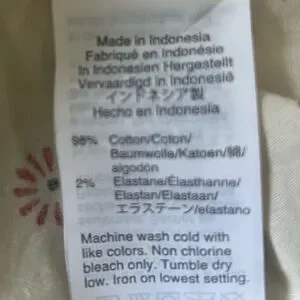 Made in Indonesia
Fabriqué en Indonésie
In Indonesien Hergestellt
Vervaardigd in Indonesie
インドネシア製
Hecho en Indonesia
98% Cotton/Coton/
Baumwolle/Katoen/綿/
algodón
2% Elastane/Élasthanne/
Elastan/Elastaan/
エラステーン/elastano
Machine wash cold with
like colors. Non chlorine
bleach only. Tumble dry
low. Iron on lowest setting.